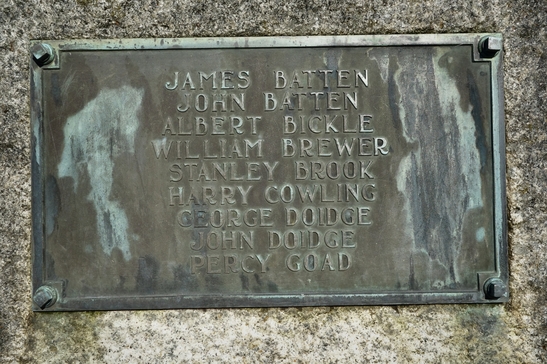 JAMES BATTEN
JOHN BATTEN
ALBERT BICKLE
WILLIAM BREWER
STANLEY BROOK
HARRY COWLING
GEORGE DOIDGE
JOHN DOIDGE
PERCY GOAD